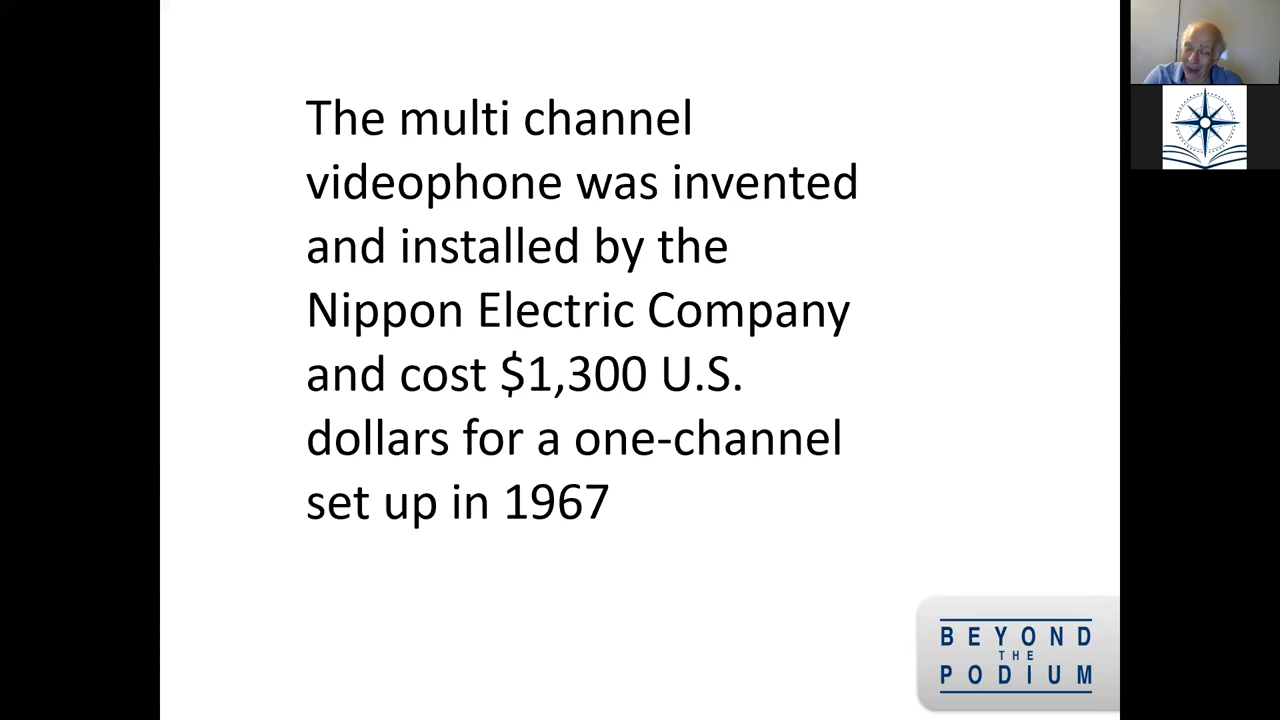 The multi channel
videophone was invented
and installed by the
Nippon Electric Company
and cost $1,300 U.S.
dollars for a one-channel
set up in 1967
BEYOND
THE
PODIUM